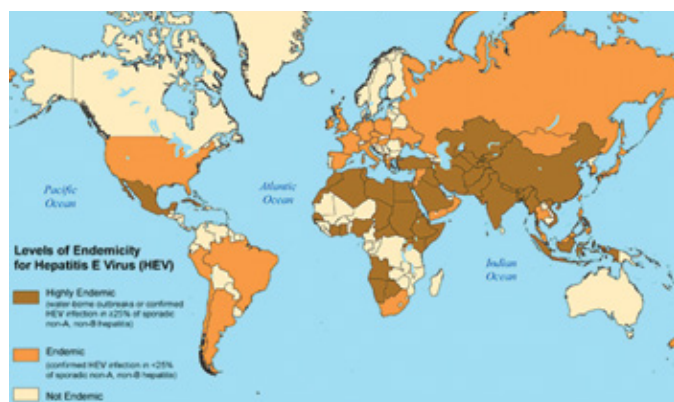 Pacific
Ocean
Atlantic
Ocean
Indian
Ocean
Levels of Endemicity
for Hepatitis E Virus (HEV)
Highly Endemic
(water-borne outbreaks or confirmed
HEV infection in ≥25% of sporadic
non-A, non-B hepatitis)
Endemic
(confirmed HEV infection in <25%
of sporadic non-A, non-B hepatitis)
Not Endemic